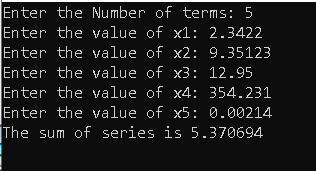 Enter the Number of terms: 5
Enter the value of x1: 2.3422
Enter the value of x2: 9.35123
Enter the value of x3: 12.95
Enter the value of x4: 354.231
Enter the value of x5: 0.00214
The sum of series is 5.370694